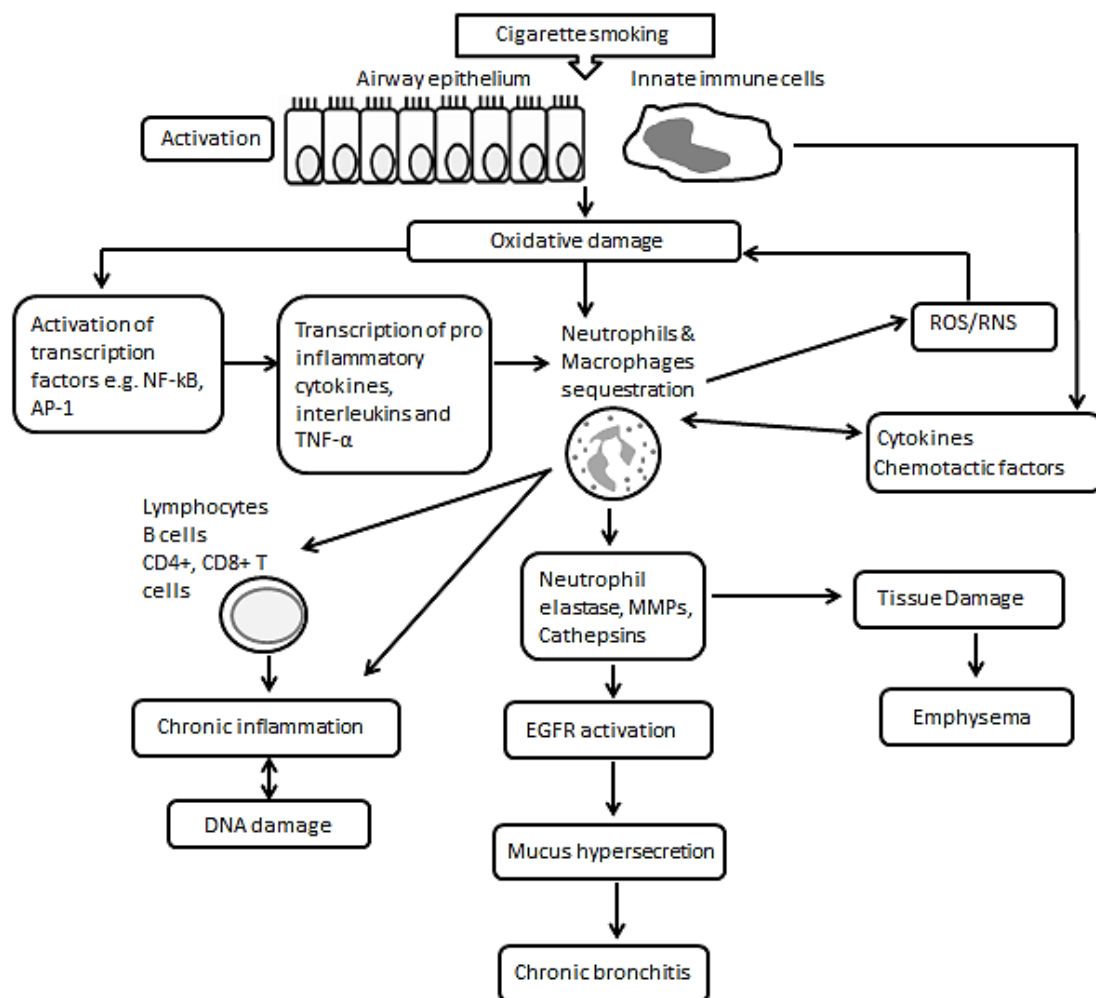 Cigarette smoking
Airway epithelium
Innate immune cells
Activation
Oxidative damage
Activation of
transcription
factors e.g. NF-kB,
AP-1
Transcription of pro
inflammatory
cytokines,
interleukins and
TNF-α
Neutrophils &
Macrophages
sequestration
ROS/RNS
Cytokines
Chemotactic factors
Lymphocytes
B cells
CD4+, CD8+ T
cells
Neutrophil
elastase, MMPs,
Cathepsins
Tissue Damage
Chronic inflammation
EGFR activation
Emphysema
DNA damage
Mucus hypersecretion
Chronic bronchitis